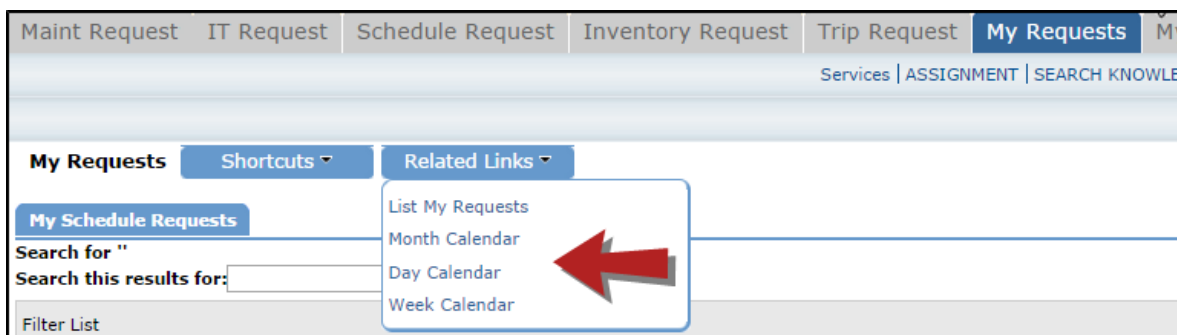 Maint Request IT Request Schedule Request Inventory Request Trip Request My Requests
Services | ASSIGNMENT | SEARCH
My Requests Shortcuts Related Links
List My Requests
My Schedule Requests
Month Calendar
Search for ''
Search this results for:
Day Calendar
Week Calendar
Filter List